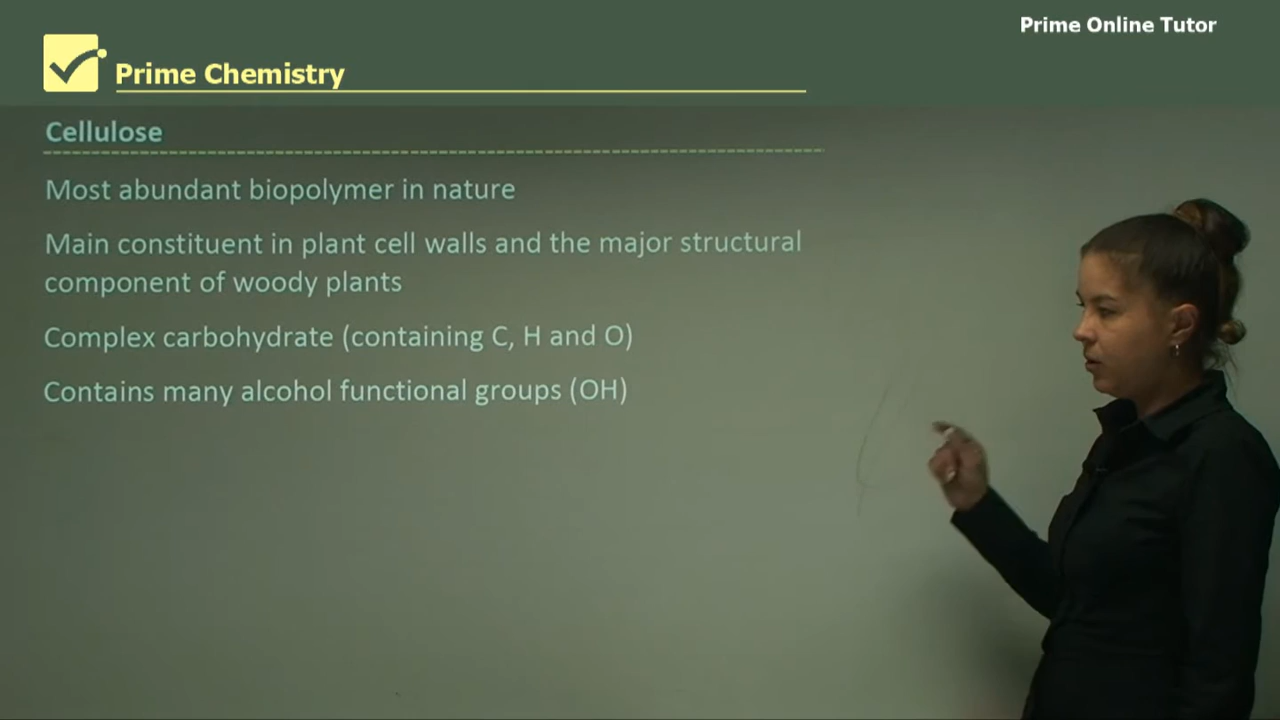 Prime Online Tutor
Prime Chemistry
Cellulose
Most abundant biopolymer in nature
Main constituent in plant cell walls and the major structural
component of woody plants
Complex carbohydrate (containing C, H and O)
Contains many alcohol functional groups (OH)